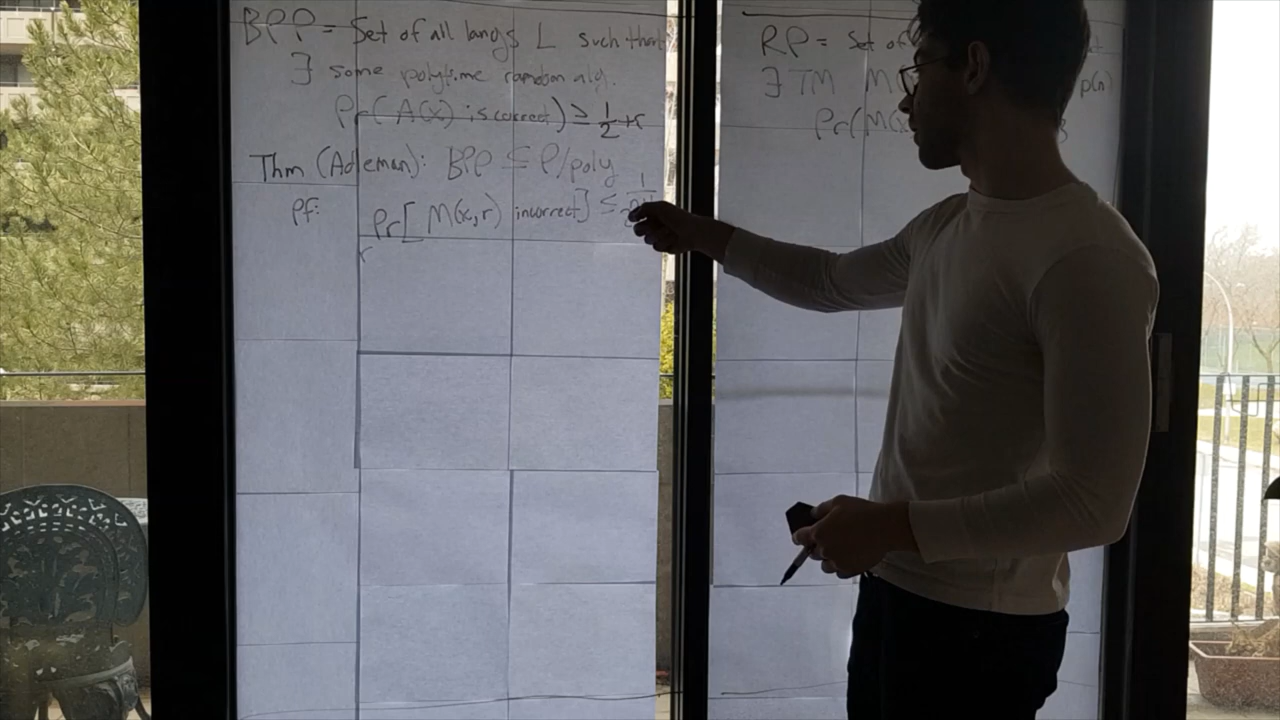 BPP = Set of all langs L such that
∃ some polytime random alg.
Pr(A(x) is correct) ≥ 1/2 + ε
Thm (Adleman): BPP ⊆ P/poly
pf: Pr[M(x,r) incorrect] ≤ 1/
r
RP = Set of
∃ TM M p(n)
Pr(M(x